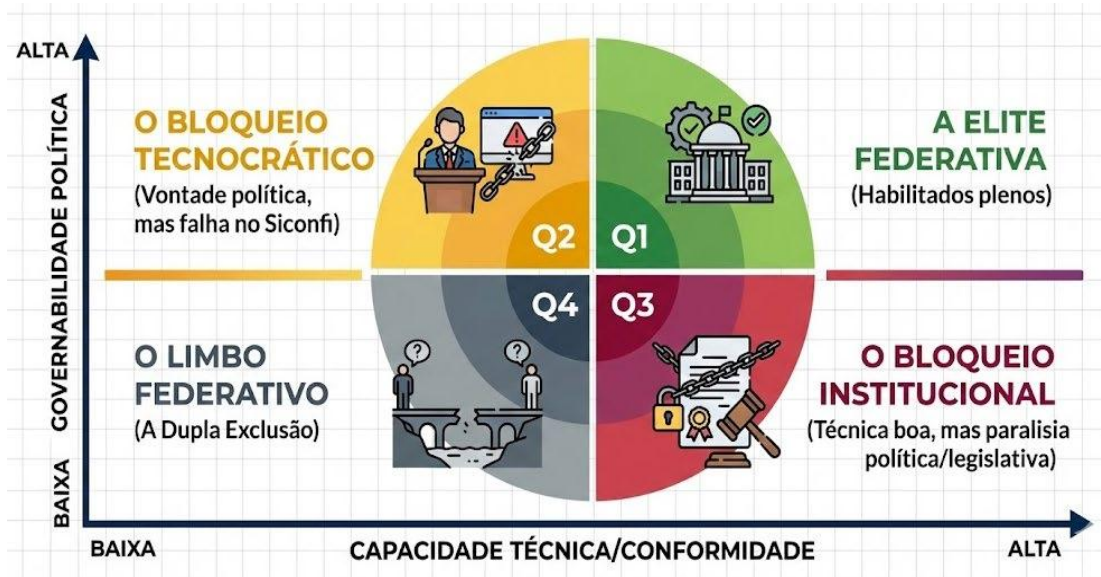 ALTA
GOVERNABILIDADE POLÍTICA
BAIXA
O BLOQUEIO
TECNOCRÁTICO
(Vontade política,
mas falha no Siconfi)
Q2
Q1
A ELITE
FEDERATIVA
(Habilitados plenos)
O LIMBO
FEDERATIVO
(A Dupla Exclusão)
?
?
Q4
Q3
O BLOQUEIO
INSTITUCIONAL
(Técnica boa, mas paralisia
política/legislativa)
BAIXA
CAPACIDADE TÉCNICA/CONFORMIDADE
ALTA